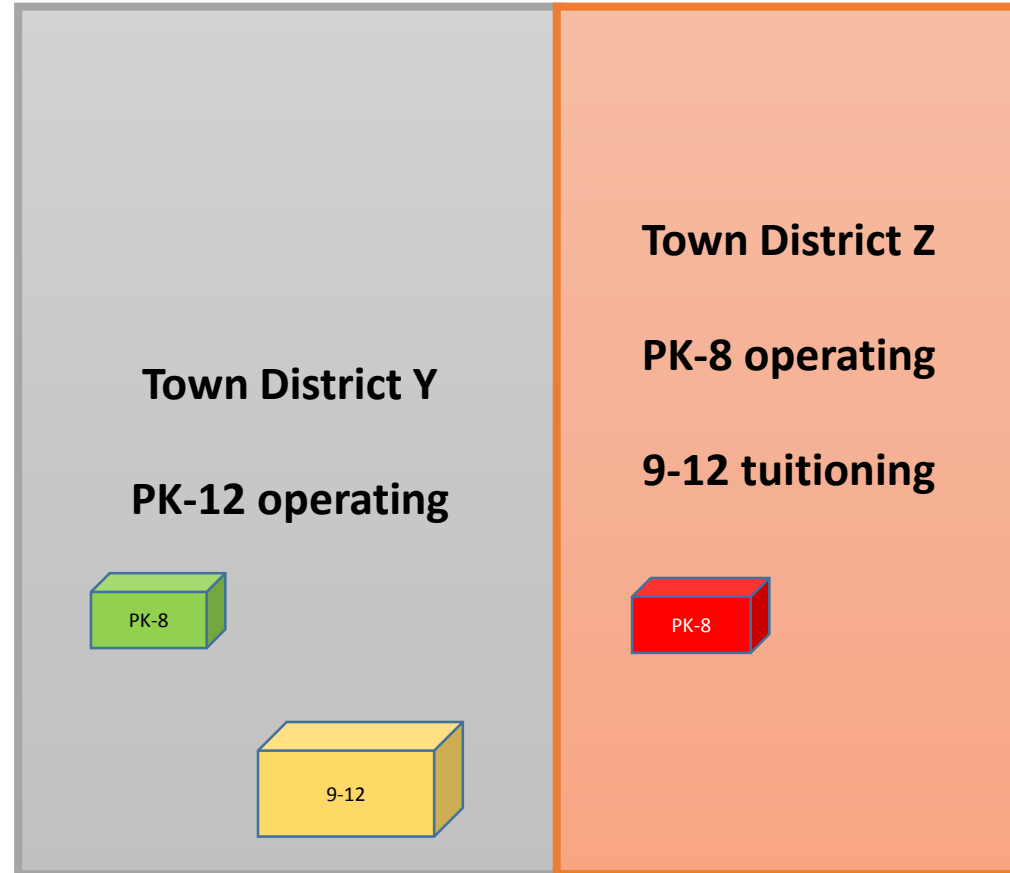 Town District Y
PK-12 operating
PK-8
9-12
Town District Z
PK-8 operating
9-12 tuitioning
PK-8